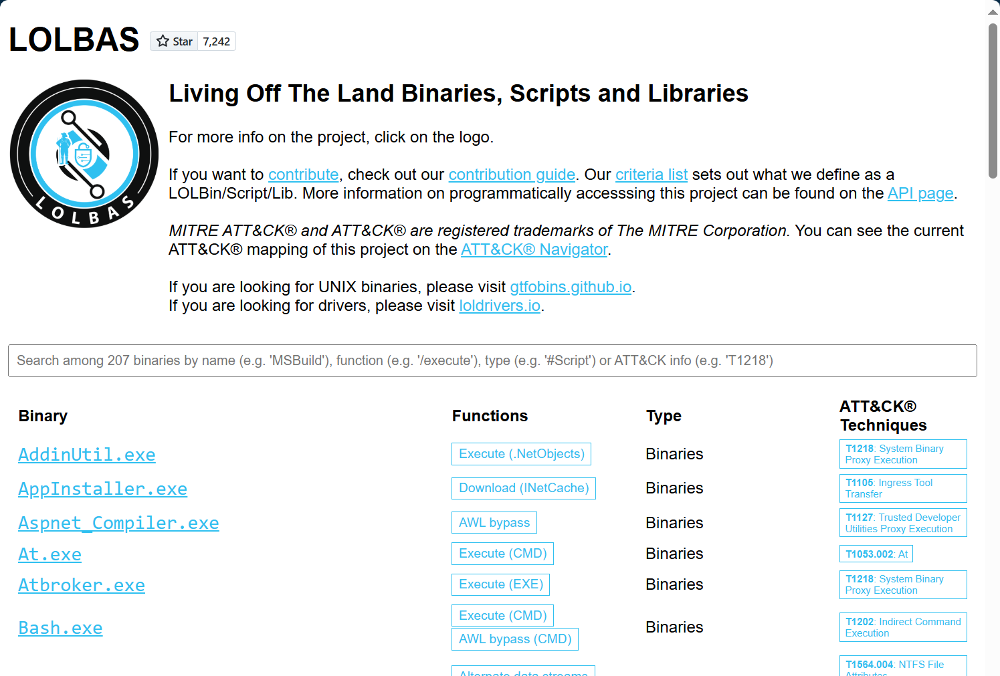 LOLBAS
Star 7,242
Living Off The Land Binaries, Scripts and Libraries
For more info on the project, click on the logo.
If you want to contribute, check out our contribution guide. Our criteria list sets out what we define as a
LOLBin/Script/Lib. More information on programmatically accesssing this project can be found on the API page.
MITRE ATT&CK® and ATT&CK® are registered trademarks of The MITRE Corporation. You can see the current
ATT&CK® mapping of this project on the ATT&CK® Navigator.
If you are looking for UNIX binaries, please visit gtfobins.github.io.
If you are looking for drivers, please visit loldrivers.io.
LOLBAS
Search among 207 binaries by name (e.g. 'MSBuild'), function (e.g. '/execute'), type (e.g. '#Script') or ATT&CK info (e.g. 'T1218')
Binary Functions Type ATT&CK®
Techniques
AddinUtil.exe Execute (.NetObjects) Binaries T1218: System Binary
Proxy Execution
AppInstaller.exe Download (INetCache) Binaries T1105: Ingress Tool
Transfer
Aspnet_Compiler.exe AWL bypass Binaries T1127: Trusted Developer
Utilities Proxy Execution
At.exe Execute (CMD) Binaries T1053.002: At
Atbroker.exe Execute (EXE) Binaries T1218: System Binary
Proxy Execution
Bash.exe Execute (CMD) Binaries T1202: Indirect Command
AWL bypass (CMD) Execution
Alternate data streams T1564.004: NTFS File
Attributes